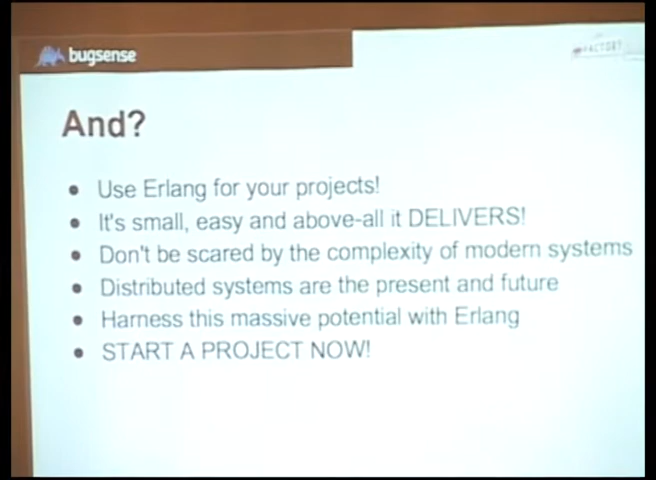 bugsense
FACTORY
And?
Use Erlang for your projects!
It's small, easy and above-all it DELIVERS!
Don't be scared by the complexity of modern systems
Distributed systems are the present and future
Harness this massive potential with Erlang
START A PROJECT NOW!